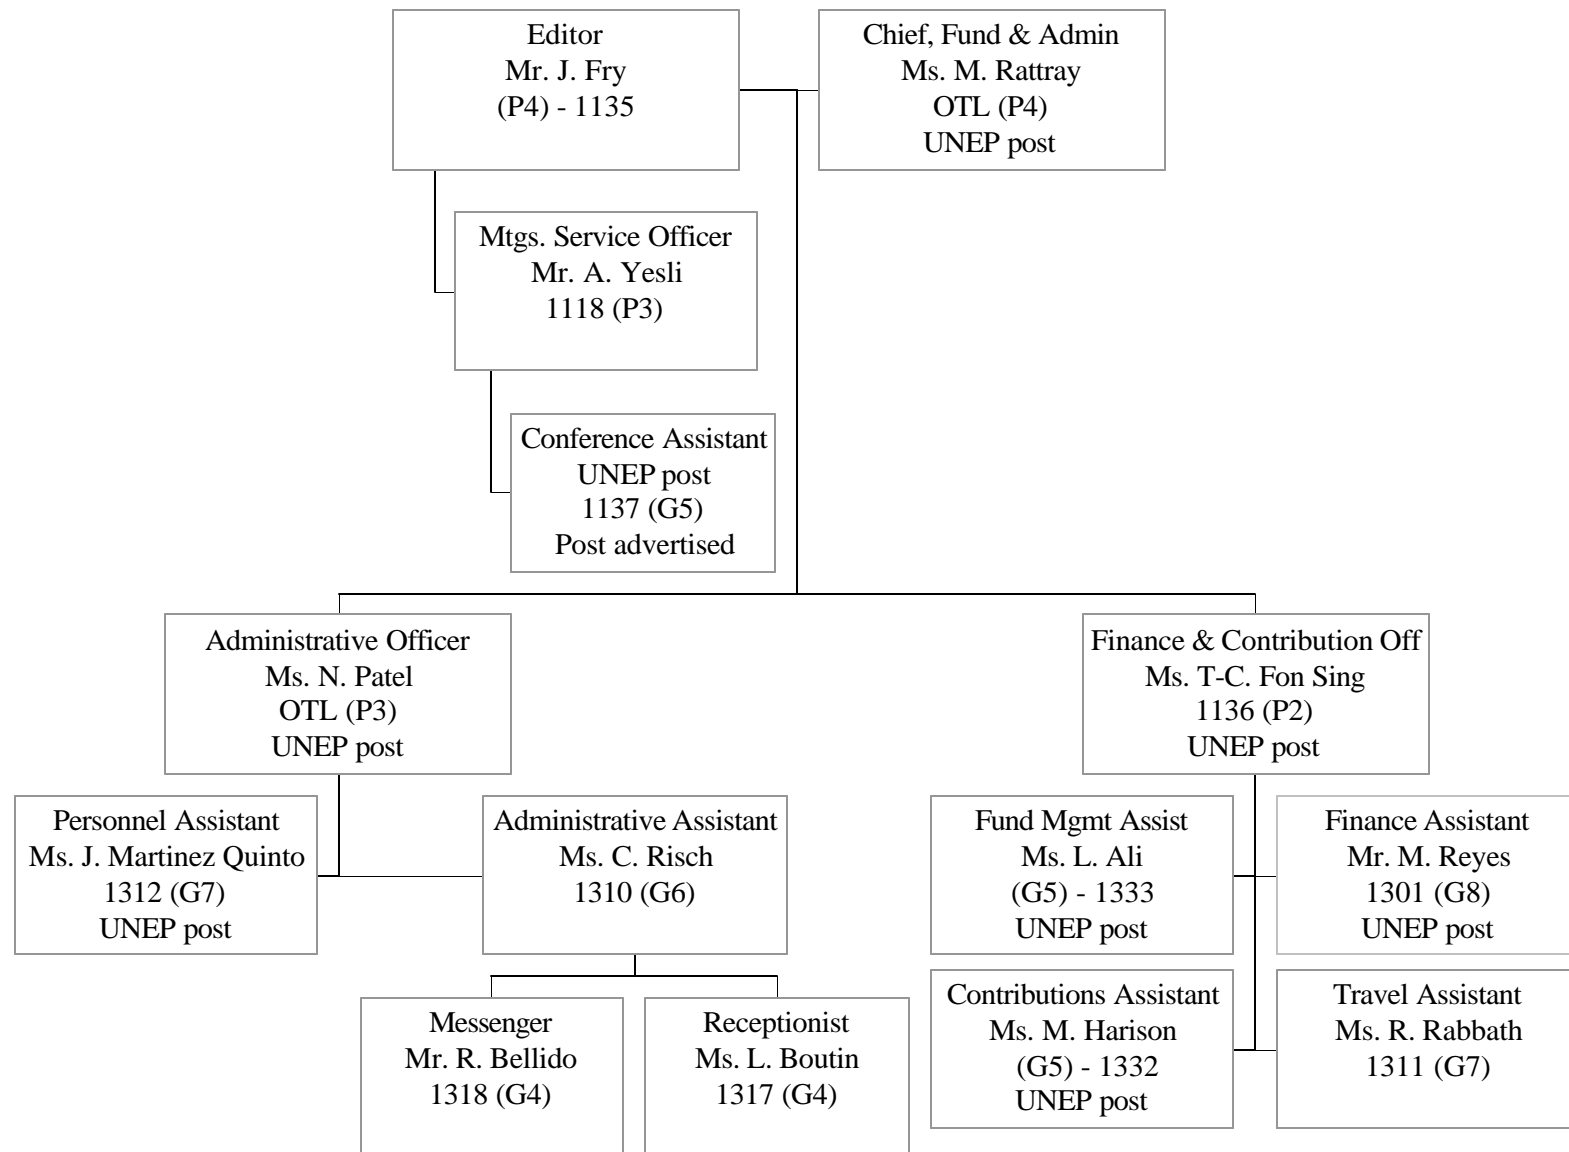 Editor
Mr. J. Fry
(P4) - 1135
Chief, Fund & Admin
Ms. M. Rattray
OTL (P4)
UNEP post
Mtgs. Service Officer
Mr. A. Yesli
1118 (P3)
Conference Assistant
UNEP post
1137 (G5)
Post advertised
Administrative Officer
Ms. N. Patel
OTL (P3)
UNEP post
Finance & Contribution Off
Ms. T-C. Fon Sing
1136 (P2)
UNEP post
Personnel Assistant
Ms. J. Martinez Quinto
1312 (G7)
UNEP post
Administrative Assistant
Ms. C. Risch
1310 (G6)
Fund Mgmt Assist
Ms. L. Ali
(G5) - 1333
UNEP post
Finance Assistant
Mr. M. Reyes
1301 (G8)
UNEP post
Messenger
Mr. R. Bellido
1318 (G4)
Receptionist
Ms. L. Boutin
1317 (G4)
Contributions Assistant
Ms. M. Harison
(G5) - 1332
UNEP post
Travel Assistant
Ms. R. Rabbath
1311 (G7)